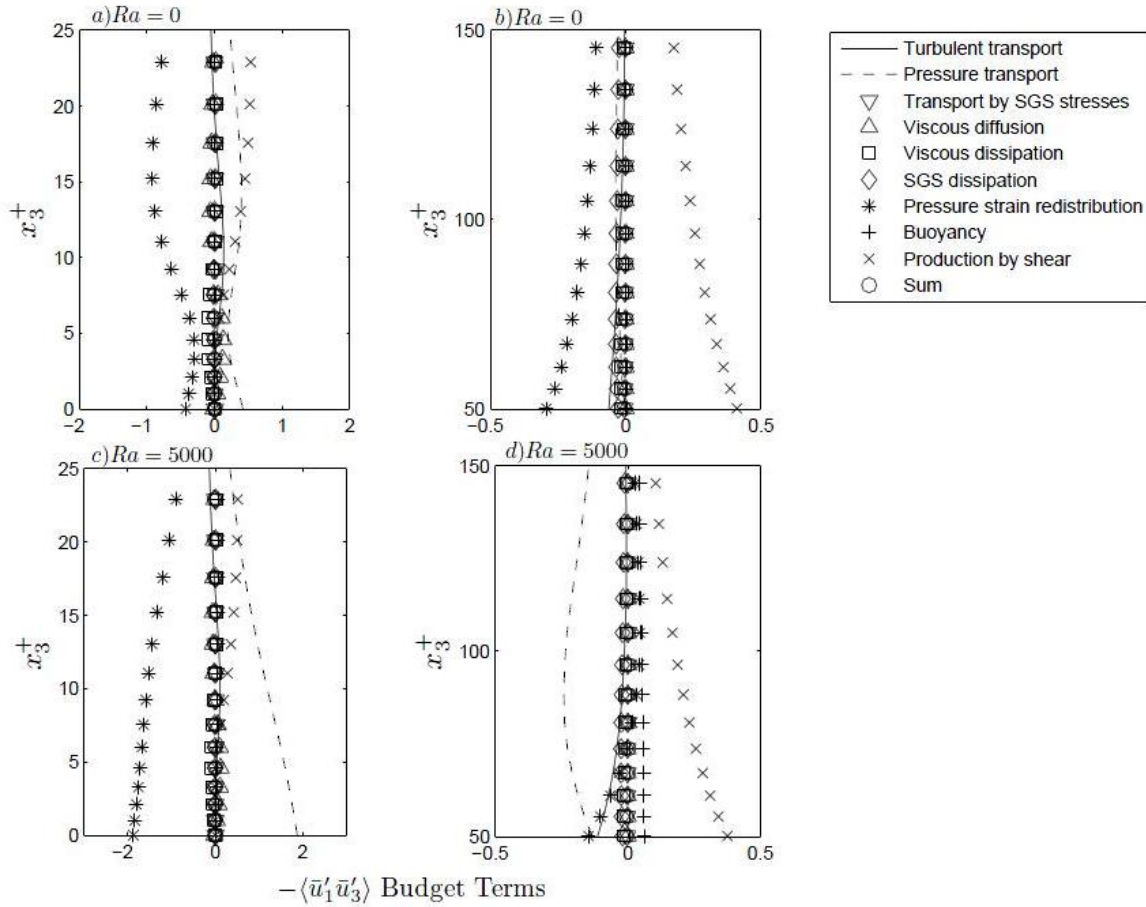 a)Ra = 0
25
20
15
10
5
0
x₃⁺
-2
-1
0
1
2
b)Ra = 0
150
100
50
x₃⁺
-0.5
0
0.5
Turbulent transport
Pressure transport
Transport by SGS stresses
Viscous diffusion
Viscous dissipation
SGS dissipation
Pressure strain redistribution
Buoyancy
Production by shear
Sum
c)Ra = 5000
25
20
15
10
5
0
x₃⁺
-2
0
2
d)Ra = 5000
150
100
50
x₃⁺
-0.5
0
0.5
−⟨ū′₁ū′₃⟩ Budget Terms